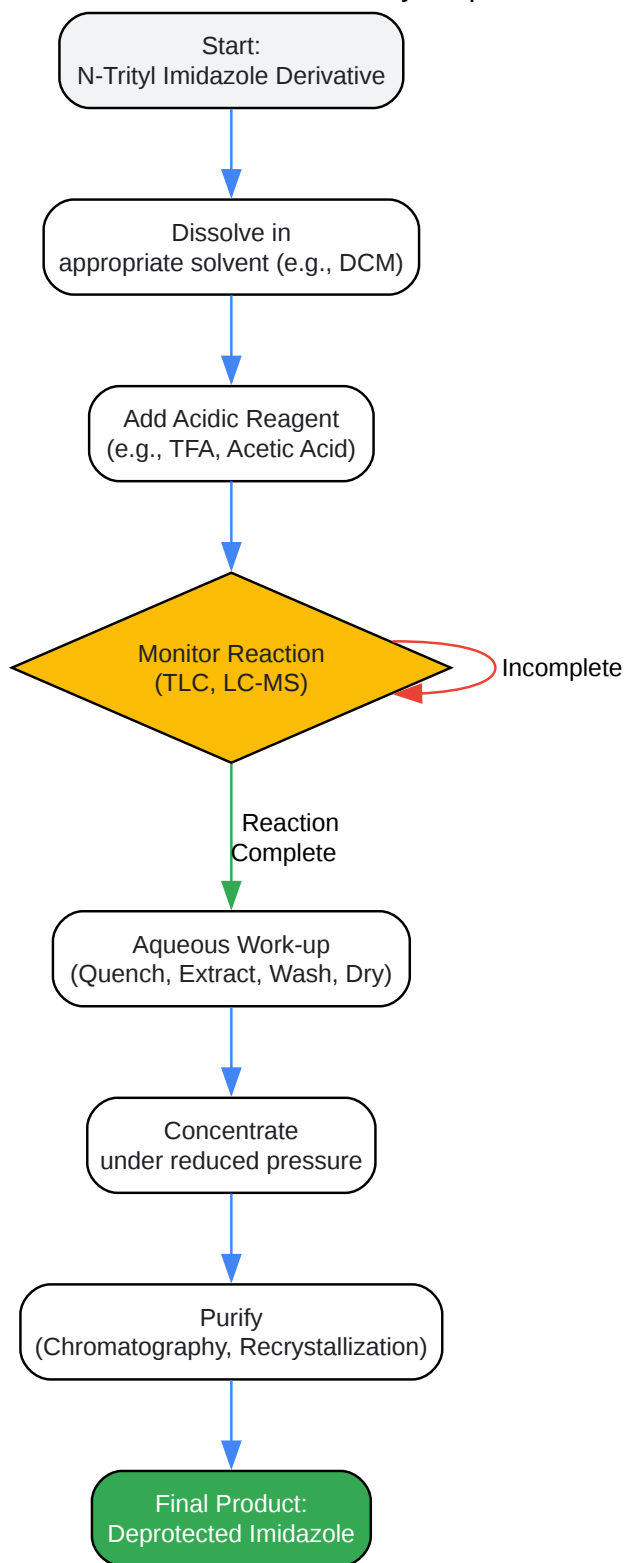 Start:
N-Trityl Imidazole Derivative
Dissolve in
appropriate solvent (e.g., DCM)
Add Acidic Reagent
(e.g., TFA, Acetic Acid)
Monitor Reaction
(TLC, LC-MS)
Incomplete
Reaction
Complete
Aqueous Work-up
(Quench, Extract, Wash, Dry)
Concentrate
under reduced pressure
Purify
(Chromatography, Recrystallization)
Final Product:
Deprotected Imidazole